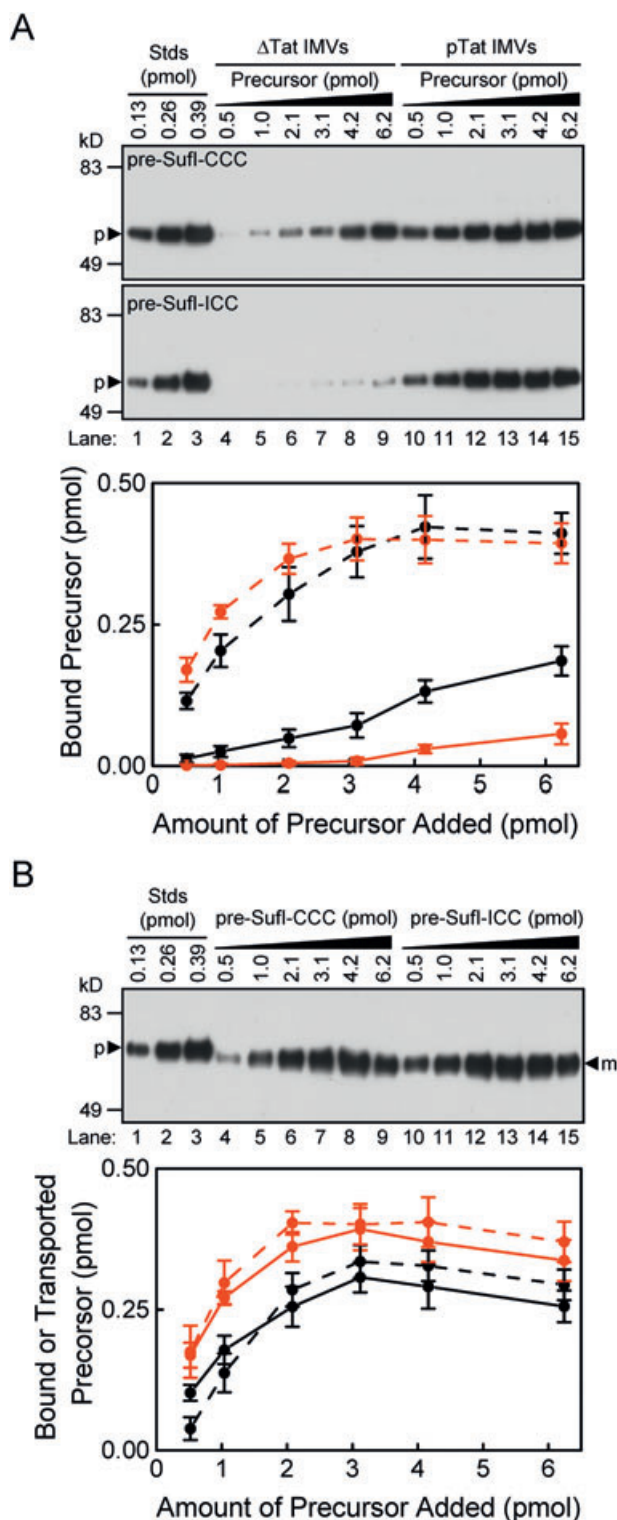 A
Stds
(pmol)
ΔTat IMVs
pTat IMVs
Precursor (pmol)
Precursor (pmol)
0.13 0.26 0.39 0.5 1.0 2.1 3.1 4.2 6.2 0.5 1.0 2.1 3.1 4.2 6.2
kD
83
pre-SufI-CCC
p
49
pre-SufI-ICC
83
p
49
Lane: 1 2 3 4 5 6 7 8 9 10 11 12 13 14 15
Bound Precursor (pmol)
0.50
0.25
0.00
0 1 2 3 4 5 6
Amount of Precursor Added (pmol)
B
Stds
(pmol)
pre-SufI-CCC (pmol)
pre-SufI-ICC (pmol)
0.13 0.26 0.39 0.5 1.0 2.1 3.1 4.2 6.2 0.5 1.0 2.1 3.1 4.2 6.2
kD
83
p
m
49
Lane: 1 2 3 4 5 6 7 8 9 10 11 12 13 14 15
Bound or Transported
Precorsor (pmol)
0.50
0.25
0.00
0 1 2 3 4 5 6
Amount of Precursor Added (pmol)